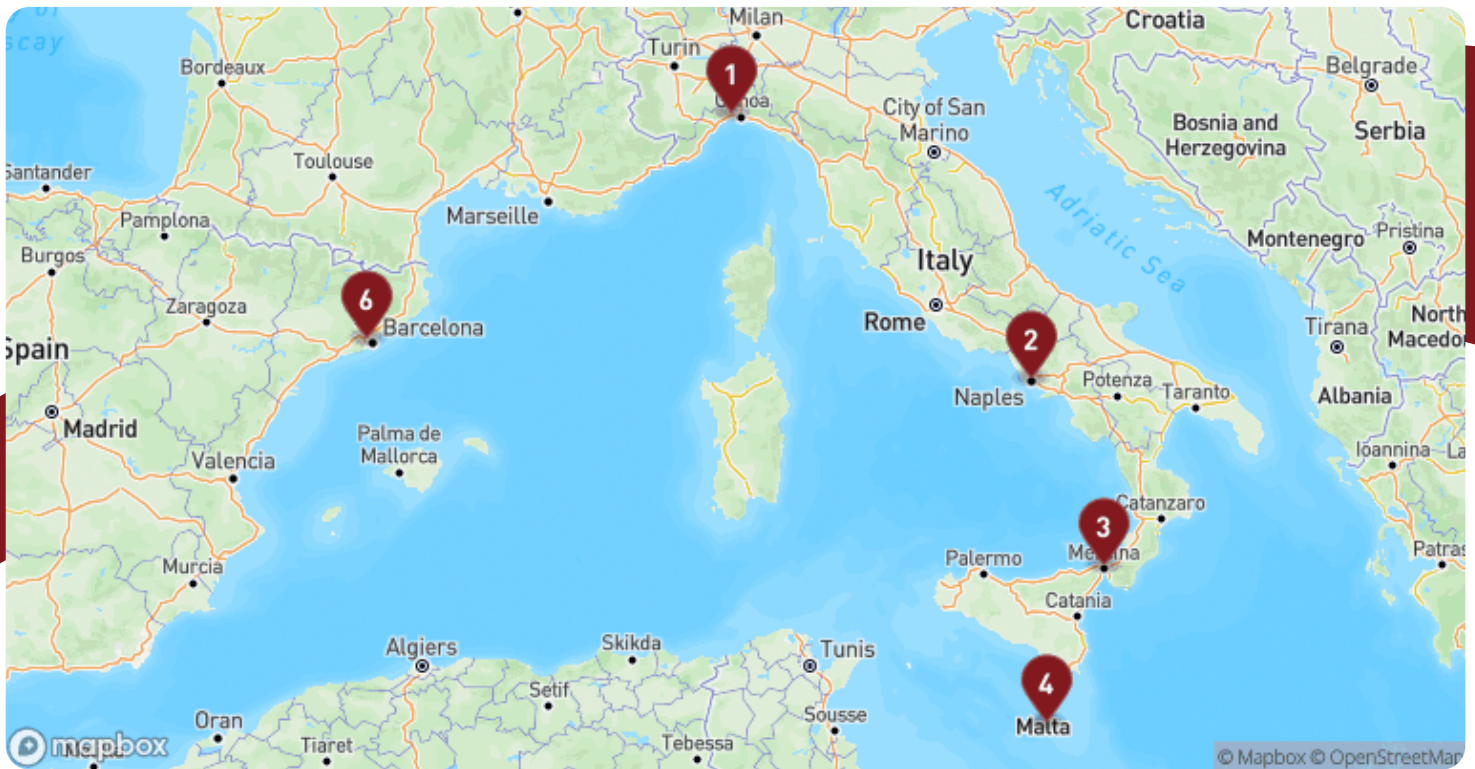 Milan
Croatia
Turin
scay
Bordeaux
Belgrade
1
City of San
Marino
Bosnia and
Herzegovina
Serbia
Toulouse
Santander
Marseille
Pamplona
Adriatic Sea
Montenegro
Pristina
Burgos
Italy
6
Zaragoza
Barcelona
Rome
North
Macedo
Tirana
Spain
2
Naples
Potenza
Taranto
Albania
Madrid
Palma de
Mallorca
Valencia
Ioannina
La
Catanzaro
3
Palermo
Patras
Murcia
Catania
Algiers
Skikda
Tunis
4
Malta
Setif
Sousse
Oran
Tiaret
Tebessa
mapbox
© Mapbox © OpenStreetMap